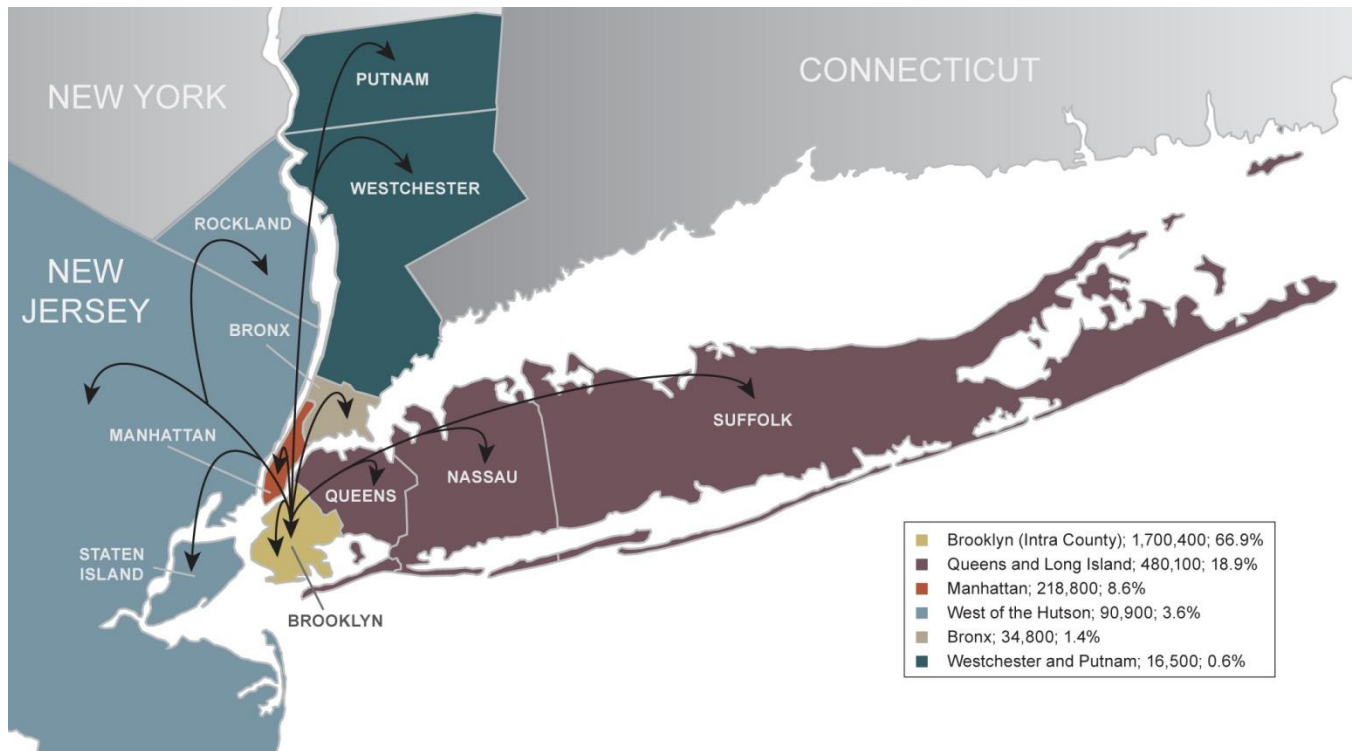 NEW YORK
CONNECTICUT
PUTNAM
WESTCHESTER
ROCKLAND
NEW
JERSEY
BRONX
MANHATTAN
SUFFOLK
NASSAU
QUEENS
STATEN
ISLAND
BROOKLYN
Brooklyn (Intra County); 1,700,400; 66.9%
Queens and Long Island; 480,100; 18.9%
Manhattan; 218,800; 8.6%
West of the Hutson; 90,900; 3.6%
Bronx; 34,800; 1.4%
Westchester and Putnam; 16,500; 0.6%